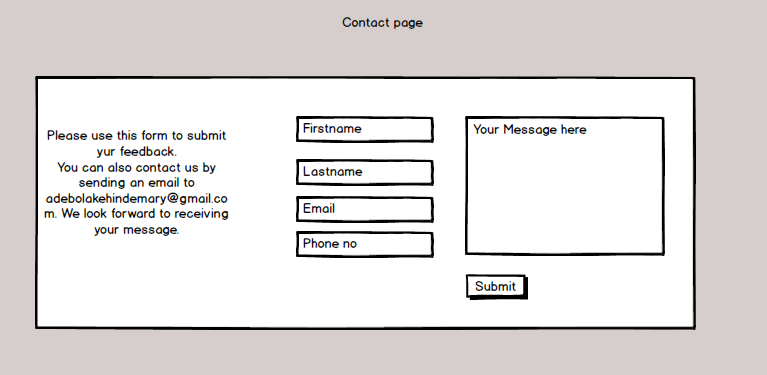 Contact page
Please use this form to submit
yur feedback.
You can also contact us by
sending an email to
adebolakehindemary@gmail.co
m. We look forward to receiving
your message.
Firstname
Lastname
Email
Phone no
Your Message here
Submit